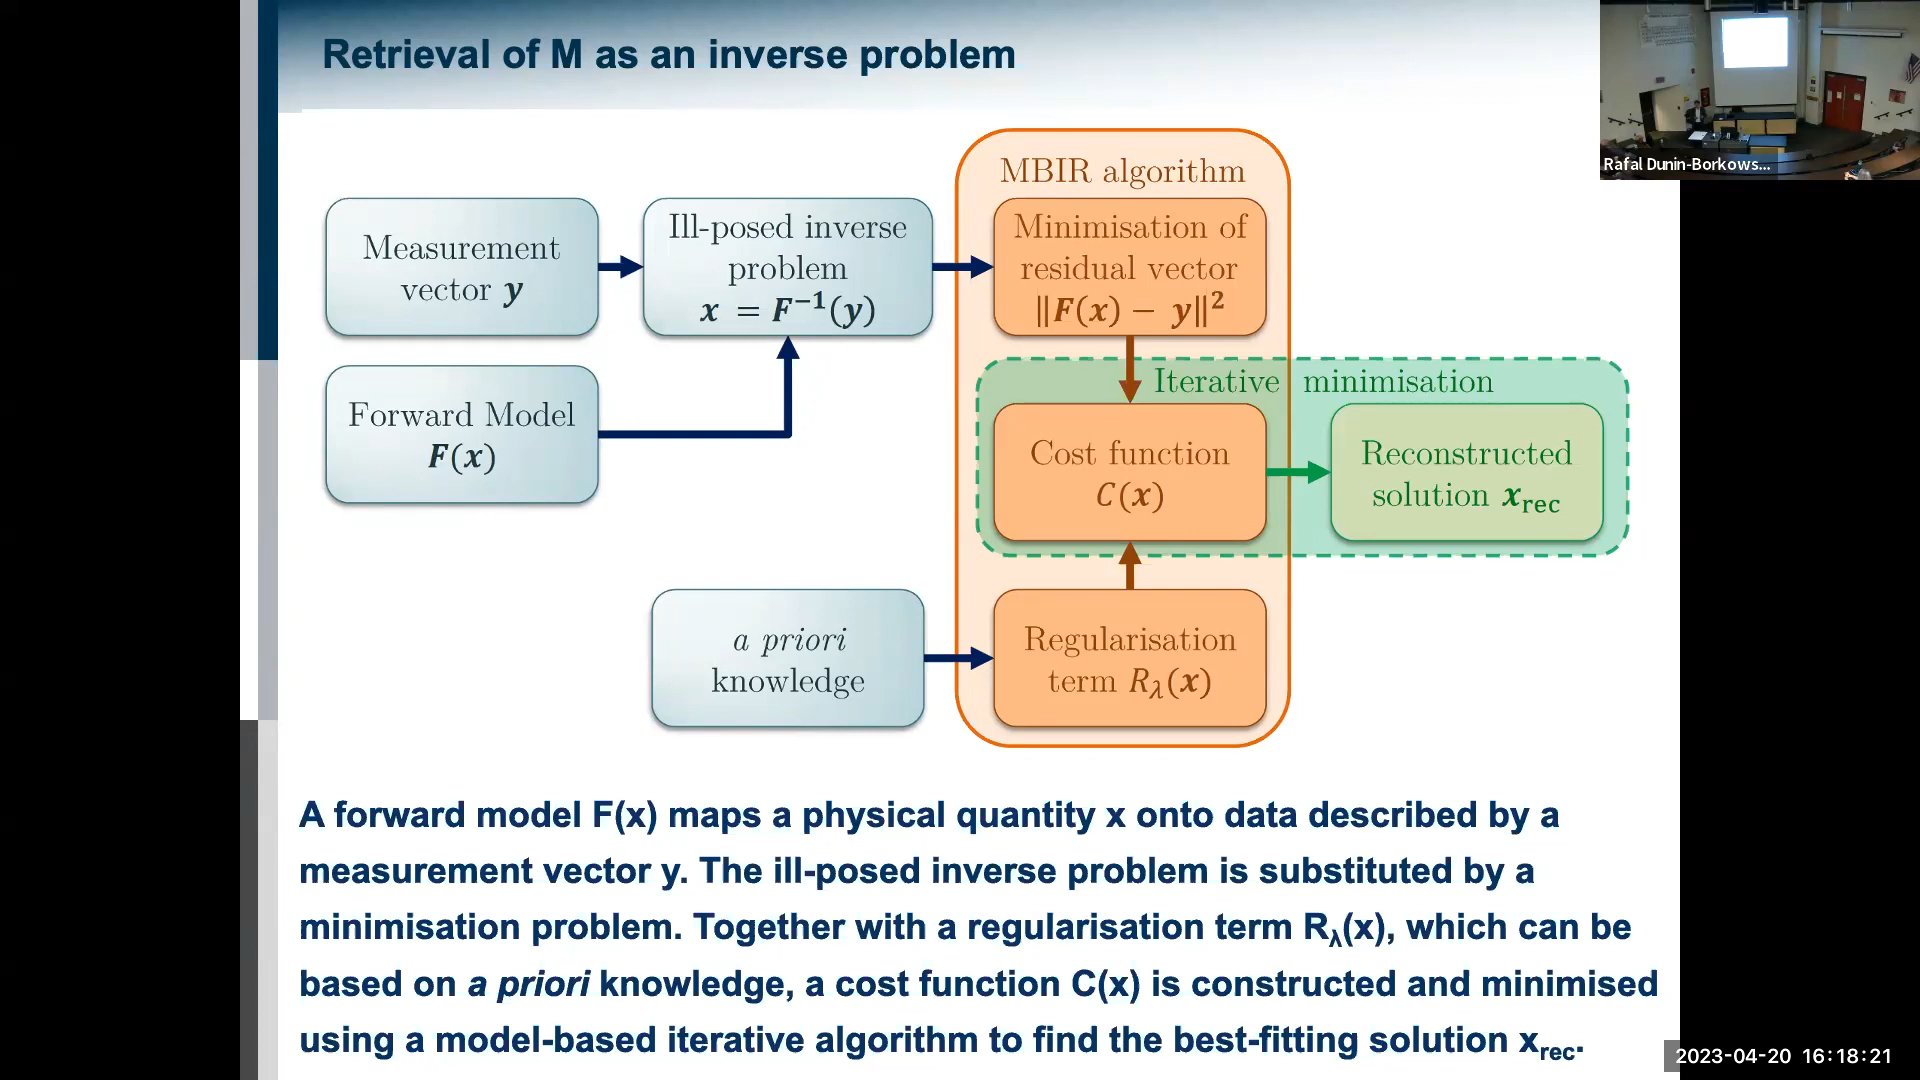 Retrieval of M as an inverse problem
Rafal Dunin-Borkows...
MBIR algorithm
Measurement
vector y
Ill-posed inverse
problem
x = F⁻¹(y)
Minimisation of
residual vector
‖F(x) − y‖²
Forward Model
F(x)
Iterative minimisation
Cost function
C(x)
Reconstructed
solution x_rec
a priori
knowledge
Regularisation
term R_λ(x)
A forward model F(x) maps a physical quantity x onto data described by a
measurement vector y. The ill-posed inverse problem is substituted by a
minimisation problem. Together with a regularisation term R_λ(x), which can be
based on a priori knowledge, a cost function C(x) is constructed and minimised
using a model-based iterative algorithm to find the best-fitting solution x_rec.
2023-04-20 16:18:21